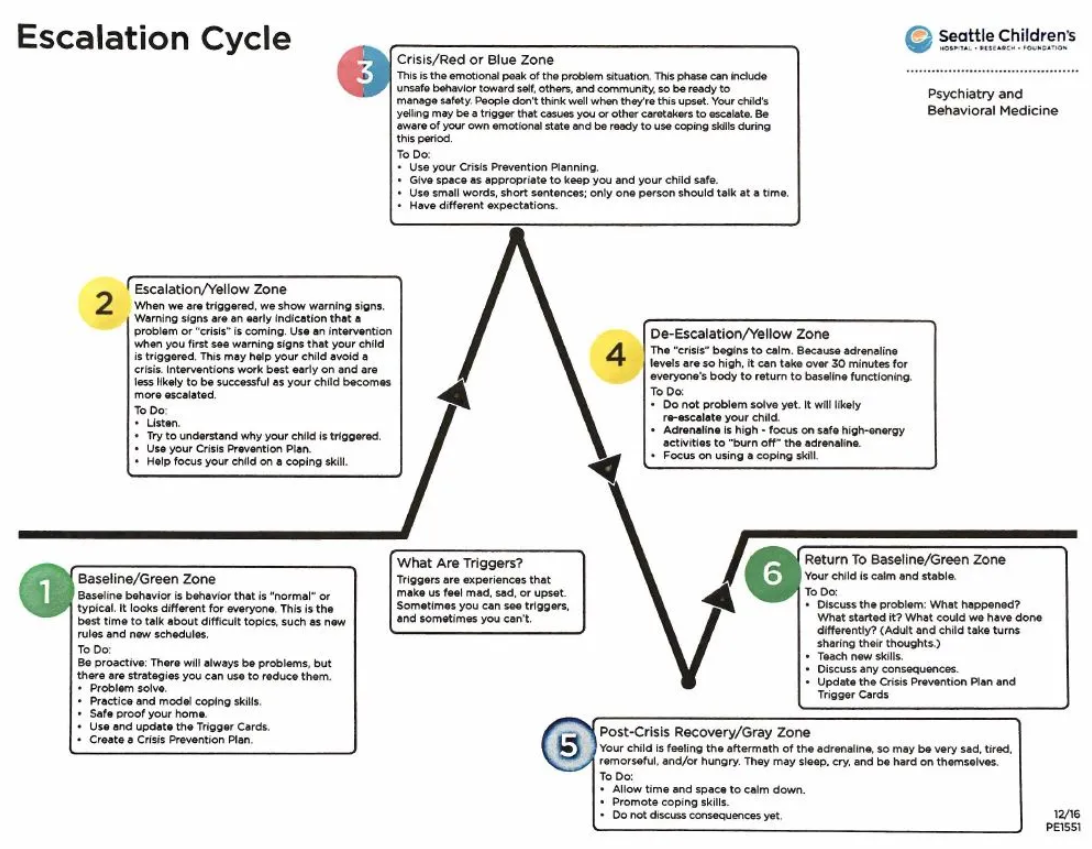 Escalation Cycle
Seattle Children's
HOSPITAL • RESEARCH • FOUNDATION
Psychiatry and
Behavioral Medicine
3
Crisis/Red or Blue Zone
This is the emotional peak of the problem situation. This phase can include
unsafe behavior toward self, others, and community, so be ready to
manage safety. People don't think well when they're this upset. Your child's
yelling may be a trigger that casues you or other caretakers to escalate. Be
aware of your own emotional state and be ready to use coping skills during
this period.
To Do:
• Use your Crisis Prevention Planning.
• Give space as appropriate to keep you and your child safe.
• Use small words, short sentences; only one person should talk at a time.
• Have different expectations.
2
Escalation/Yellow Zone
When we are triggered, we show warning signs.
Warning signs are an early indication that a
problem or "crisis" is coming. Use an intervention
when you first see warning signs that your child
is triggered. This may help your child avoid a
crisis. Interventions work best early on and are
less likely to be successful as your child becomes
more escalated.
To Do:
• Listen.
• Try to understand why your child is triggered.
• Use your Crisis Prevention Plan.
• Help focus your child on a coping skill.
4
De-Escalation/Yellow Zone
The "crisis" begins to calm. Because adrenaline
levels are so high, it can take over 30 minutes for
everyone's body to return to baseline functioning.
To Do:
• Do not problem solve yet. It will likely
re-escalate your child.
• Adrenaline is high - focus on safe high-energy
activities to "burn off" the adrenaline.
• Focus on using a coping skill.
1
Baseline/Green Zone
Baseline behavior is behavior that is "normal" or
typical. It looks different for everyone. This is the
best time to talk about difficult topics, such as new
rules and new schedules.
To Do:
Be proactive: There will always be problems, but
there are strategies you can use to reduce them.
• Problem solve.
• Practice and model coping skills.
• Safe proof your home.
• Use and update the Trigger Cards.
• Create a Crisis Prevention Plan.
What Are Triggers?
Triggers are experiences that
make us feel mad, sad, or upset.
Sometimes you can see triggers,
and sometimes you can't.
6
Return To Baseline/Green Zone
Your child is calm and stable.
To Do:
• Discuss the problem: What happened?
What started it? What could we have done
differently? (Adult and child take turns
sharing their thoughts.)
• Teach new skills.
• Discuss any consequences.
• Update the Crisis Prevention Plan and
Trigger Cards
5
Post-Crisis Recovery/Gray Zone
Your child is feeling the aftermath of the adrenaline, so may be very sad, tired,
remorseful, and/or hungry. They may sleep, cry, and be hard on themselves.
To Do:
• Allow time and space to calm down.
• Promote coping skills.
• Do not discuss consequences yet.
12/16
PE1551